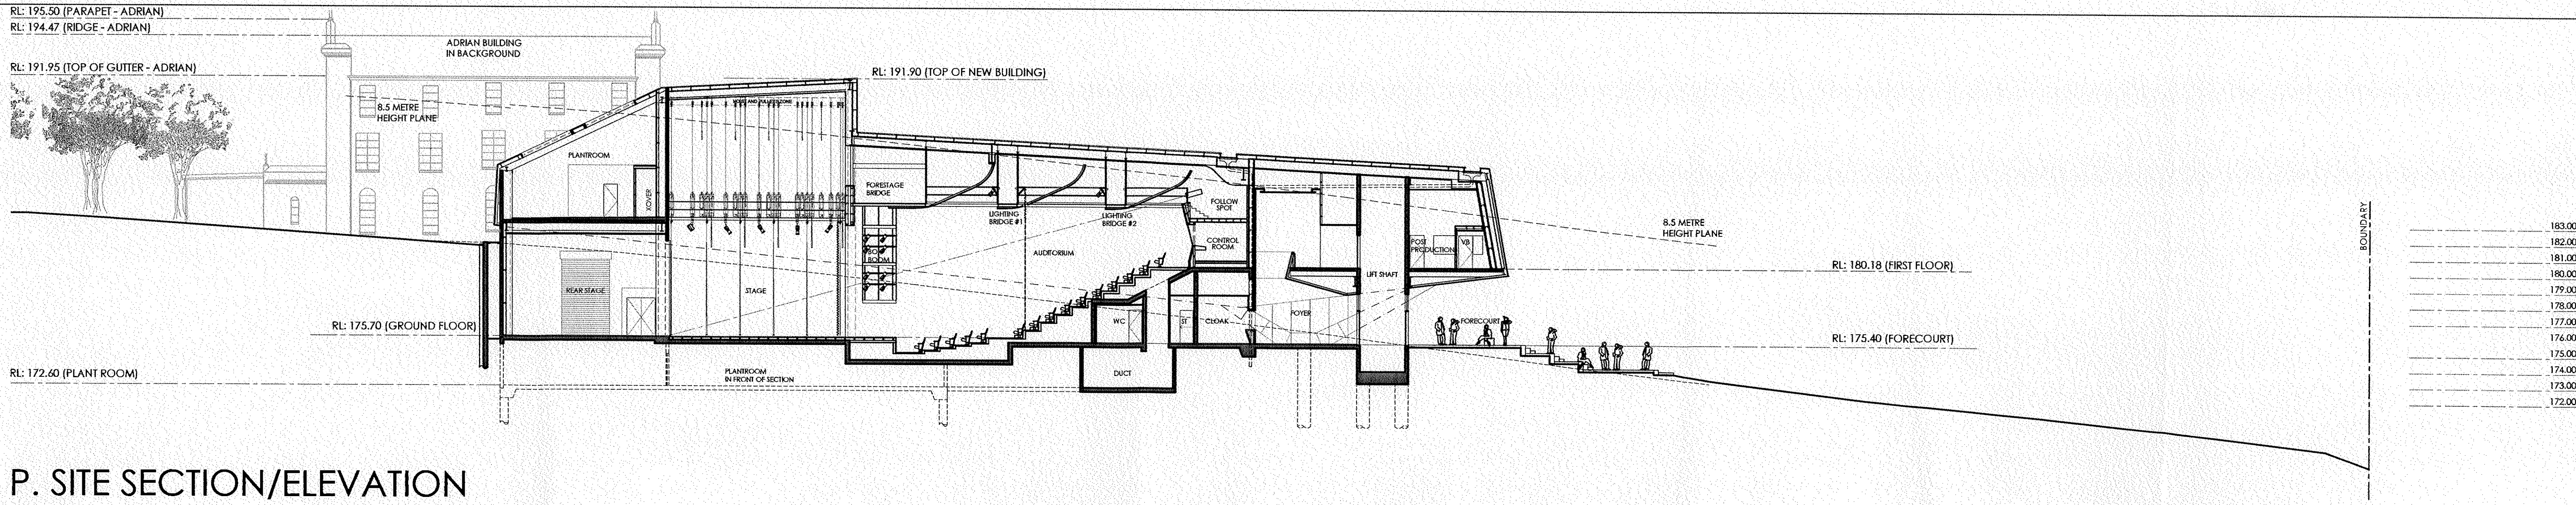 RL: 195.50 (PARAPET - ADRIAN)
RL: 194.47 (RIDGE - ADRIAN)
ADRIAN BUILDING
IN BACKGROUND
RL: 191.95 (TOP OF GUTTER - ADRIAN)
RL: 191.90 (TOP OF NEW BUILDING)
8.5 METRE
HEIGHT PLANE
PLANTROOM
XOVER
FORESTAGE
BRIDGE
LIGHTING
BRIDGE #1
LIGHTING
BRIDGE #2
FOLLOW
SPOT
CONTROL
ROOM
AUDITORIUM
BOOM
POST
PRODUCTION
VB
8.5 METRE
HEIGHT PLANE
BOUNDARY
RL: 180.18 (FIRST FLOOR)
LIFT SHAFT
REAR STAGE
STAGE
WC
ST
CLOAK
FOYER
FORECOURT
RL: 175.70 (GROUND FLOOR)
RL: 175.40 (FORECOURT)
RL: 172.60 (PLANT ROOM)
PLANTROOM
IN FRONT OF SECTION
DUCT
183.00
182.00
181.00
180.00
179.00
178.00
177.00
176.00
175.00
174.00
173.00
172.00
P. SITE SECTION/ELEVATION